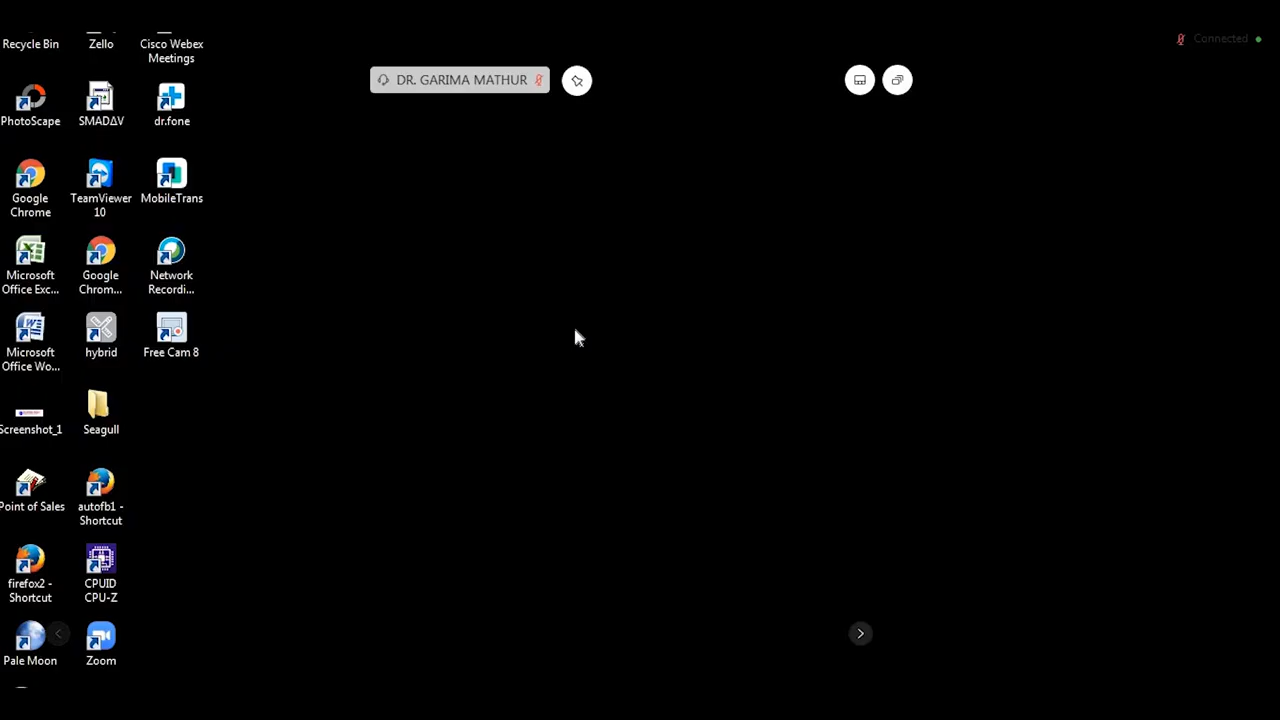 Recycle Bin
Zello
Cisco Webex
Meetings
Connected
DR. GARIMA MATHUR
PhotoScape
SMADΔV
dr.fone
Google
Chrome
TeamViewer
10
MobileTrans
Microsoft
Office Exc...
Google
Chrom...
Network
Recordi...
Microsoft
Office Wo...
hybrid
Free Cam 8
Screenshot_1
Seagull
Point of Sales
autofb1 -
Shortcut
firefox2 -
Shortcut
CPUID
CPU-Z
Pale Moon
Zoom